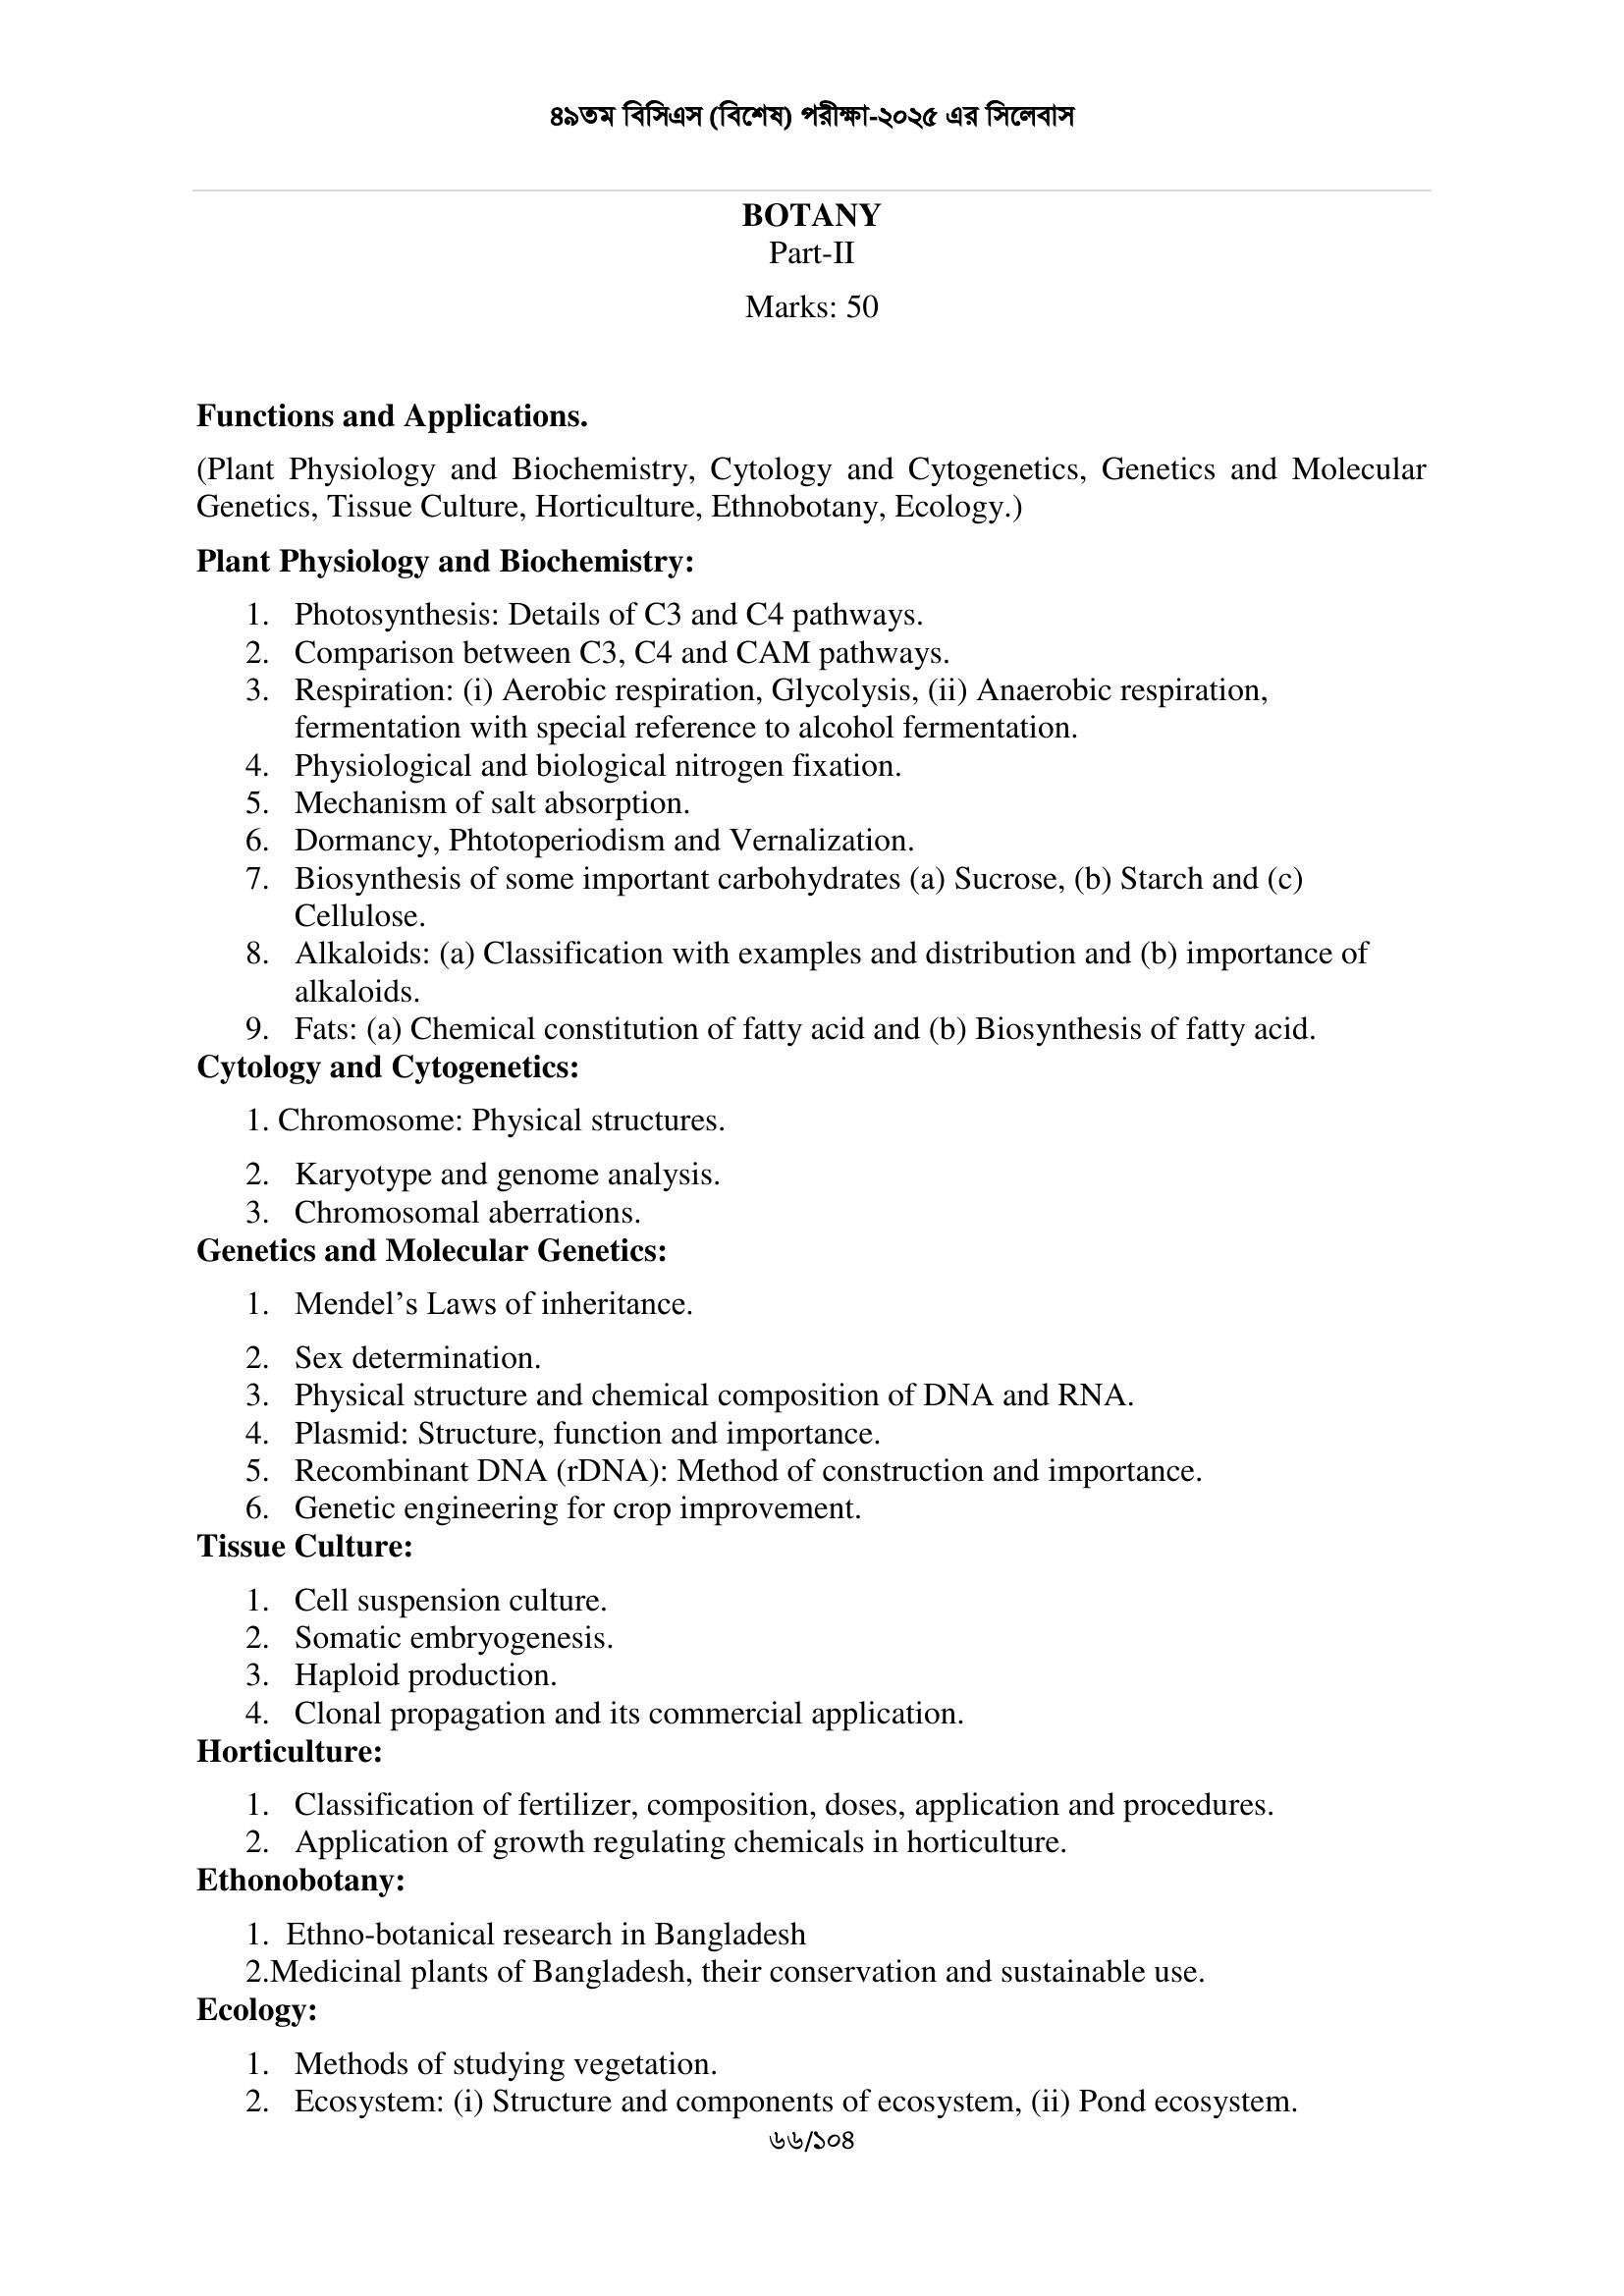 ৪৯তম বিসিএস (বিশেষ) পরীক্ষা-২০২৫ এর সিলেবাস
BOTANY
Part-II
Marks: 50
Functions and Applications.
(Plant Physiology and Biochemistry, Cytology and Cytogenetics, Genetics and Molecular
Genetics, Tissue Culture, Horticulture, Ethnobotany, Ecology.)
Plant Physiology and Biochemistry:
1. Photosynthesis: Details of C3 and C4 pathways.
2. Comparison between C3, C4 and CAM pathways.
3. Respiration: (i) Aerobic respiration, Glycolysis, (ii) Anaerobic respiration,
fermentation with special reference to alcohol fermentation.
4. Physiological and biological nitrogen fixation.
5. Mechanism of salt absorption.
6. Dormancy, Phtotoperiodism and Vernalization.
7. Biosynthesis of some important carbohydrates (a) Sucrose, (b) Starch and (c)
Cellulose.
8. Alkaloids: (a) Classification with examples and distribution and (b) importance of
alkaloids.
9. Fats: (a) Chemical constitution of fatty acid and (b) Biosynthesis of fatty acid.
Cytology and Cytogenetics:
1. Chromosome: Physical structures.
2. Karyotype and genome analysis.
3. Chromosomal aberrations.
Genetics and Molecular Genetics:
1. Mendel’s Laws of inheritance.
2. Sex determination.
3. Physical structure and chemical composition of DNA and RNA.
4. Plasmid: Structure, function and importance.
5. Recombinant DNA (rDNA): Method of construction and importance.
6. Genetic engineering for crop improvement.
Tissue Culture:
1. Cell suspension culture.
2. Somatic embryogenesis.
3. Haploid production.
4. Clonal propagation and its commercial application.
Horticulture:
1. Classification of fertilizer, composition, doses, application and procedures.
2. Application of growth regulating chemicals in horticulture.
Ethonobotany:
1. Ethno-botanical research in Bangladesh
2.Medicinal plants of Bangladesh, their conservation and sustainable use.
Ecology:
1. Methods of studying vegetation.
2. Ecosystem: (i) Structure and components of ecosystem, (ii) Pond ecosystem.
৬৬/১০৪